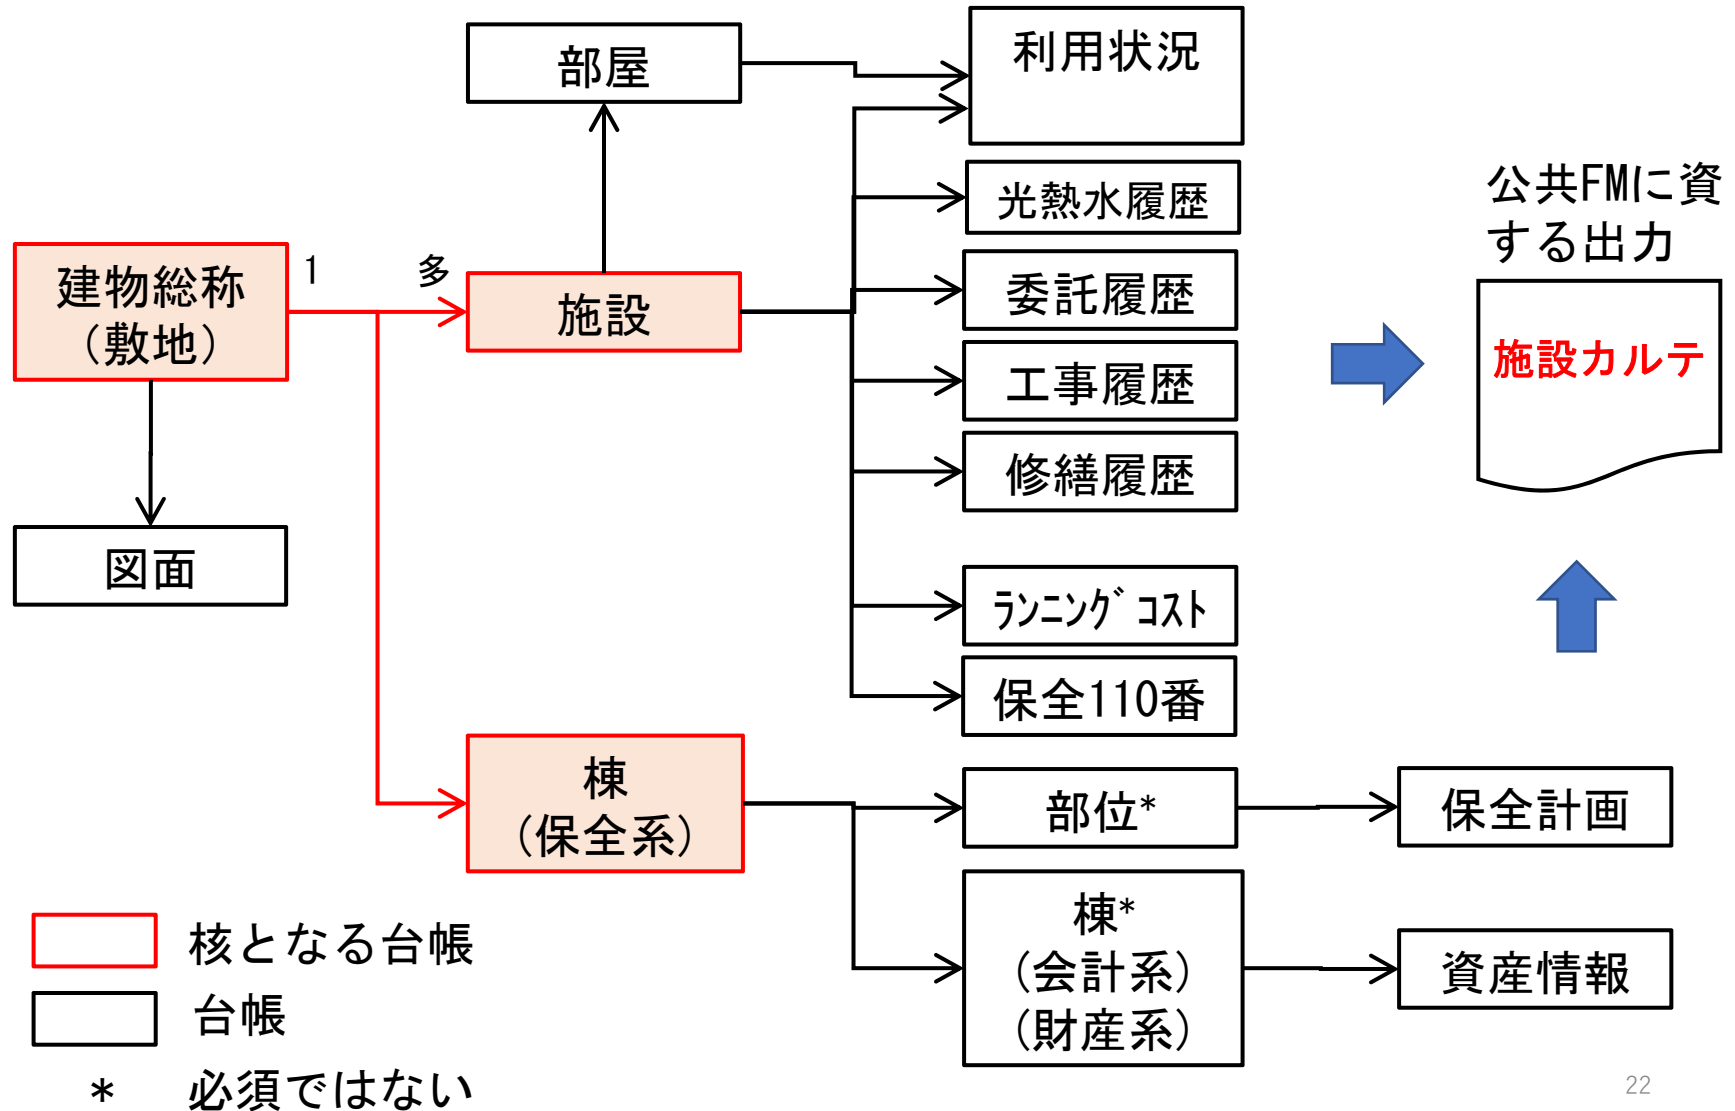 部屋
利用状況
光熱水履歴
公共FMに資
する出力
建物総称
(敷地)
1
多
施設
委託履歴
工事履歴
施設カルテ
修繕履歴
図面
ﾗﾝﾆﾝｸﾞｺｽﾄ
保全110番
棟
(保全系)
部位*
保全計画
棟*
(会計系)
(財産系)
資産情報
核となる台帳
台帳
* 必須ではない
22